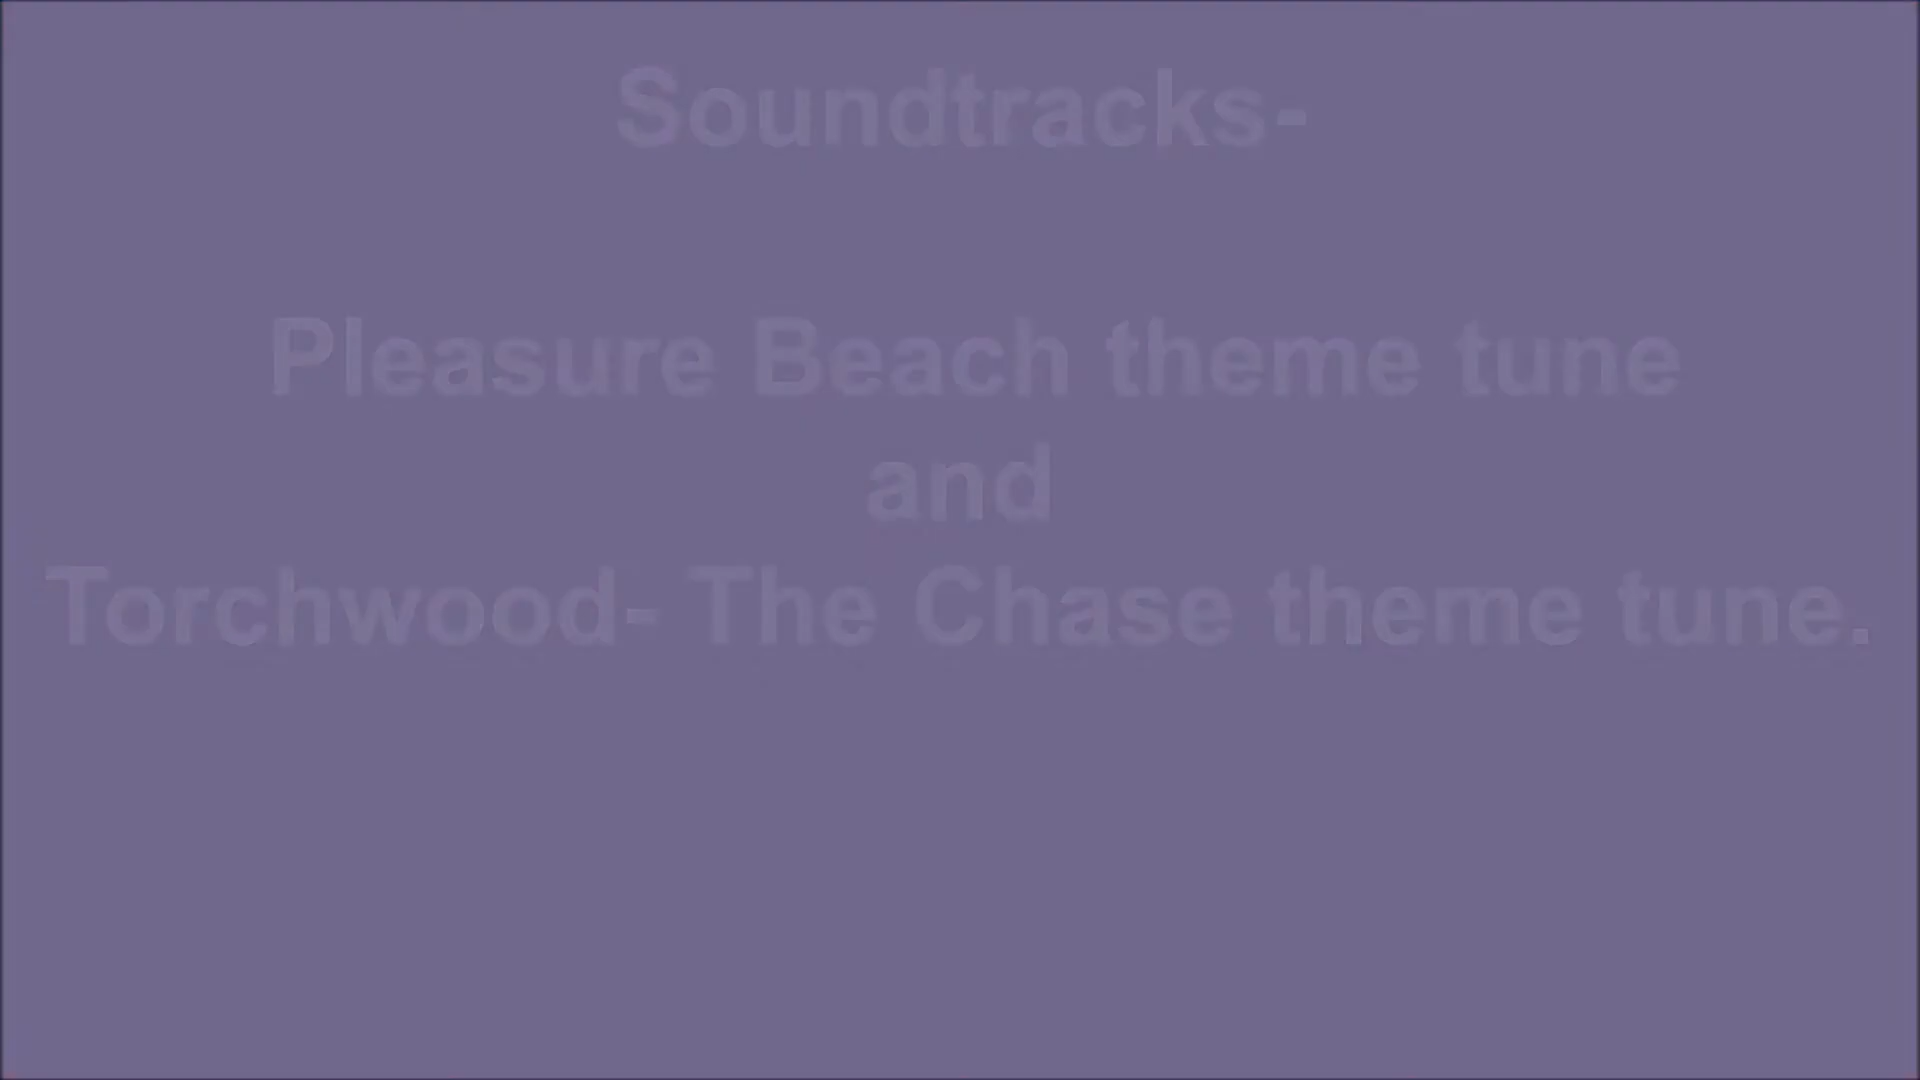 Soundtracks-
Pleasure Beach theme tune
and
Torchwood- The Chase theme tune.